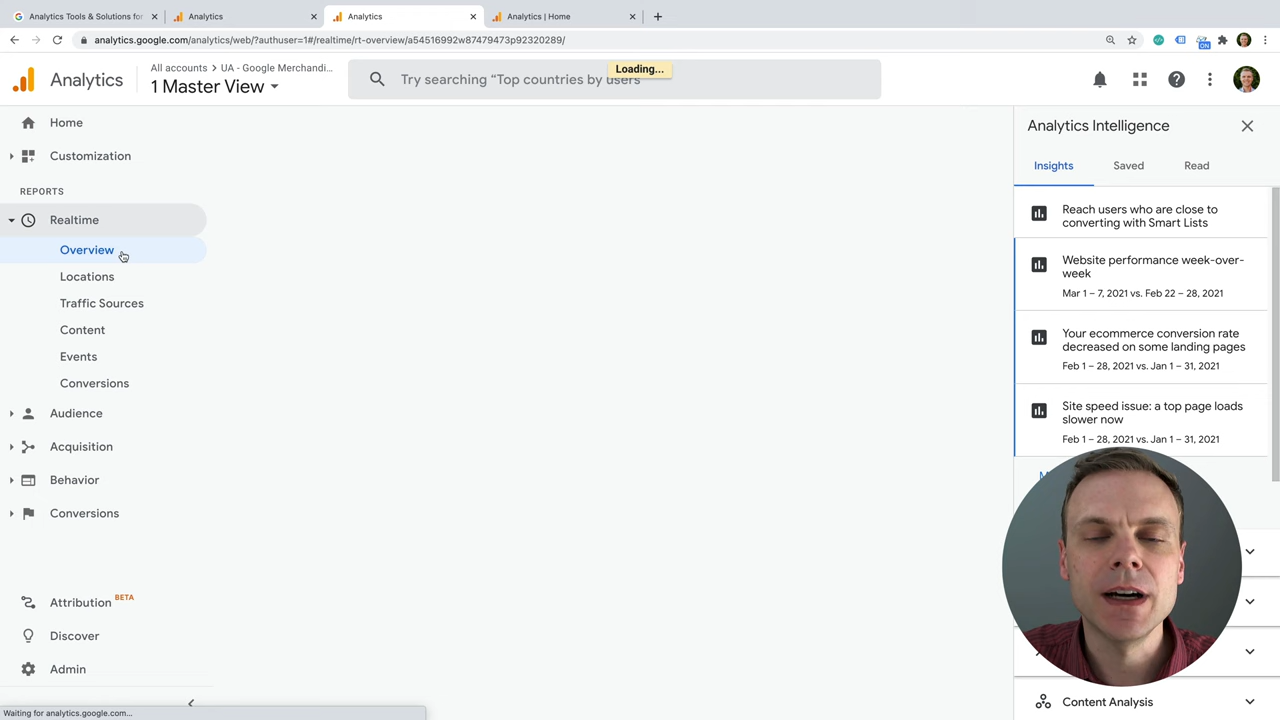 Analytics Tools & Solutions for
Analytics
Analytics
Analytics | Home
analytics.google.com/analytics/web/?authuser=1#/realtime/rt-overview/a54516992w87479473p92320289/
ON
Analytics
All accounts > UA - Google Merchandi...
1 Master View
Try searching “Top countries by users
Loading...
Home
Customization
REPORTS
Realtime
Overview
Locations
Traffic Sources
Content
Events
Conversions
Audience
Acquisition
Behavior
Conversions
Attribution BETA
Discover
Admin
Waiting for analytics.google.com...
Analytics Intelligence
Insights
Saved
Read
Reach users who are close to
converting with Smart Lists
Website performance week-over-
week
Mar 1 – 7, 2021 vs. Feb 22 – 28, 2021
Your ecommerce conversion rate
decreased on some landing pages
Feb 1 – 28, 2021 vs. Jan 1 – 31, 2021
Site speed issue: a top page loads
slower now
Feb 1 – 28, 2021 vs. Jan 1 – 31, 2021
Content Analysis